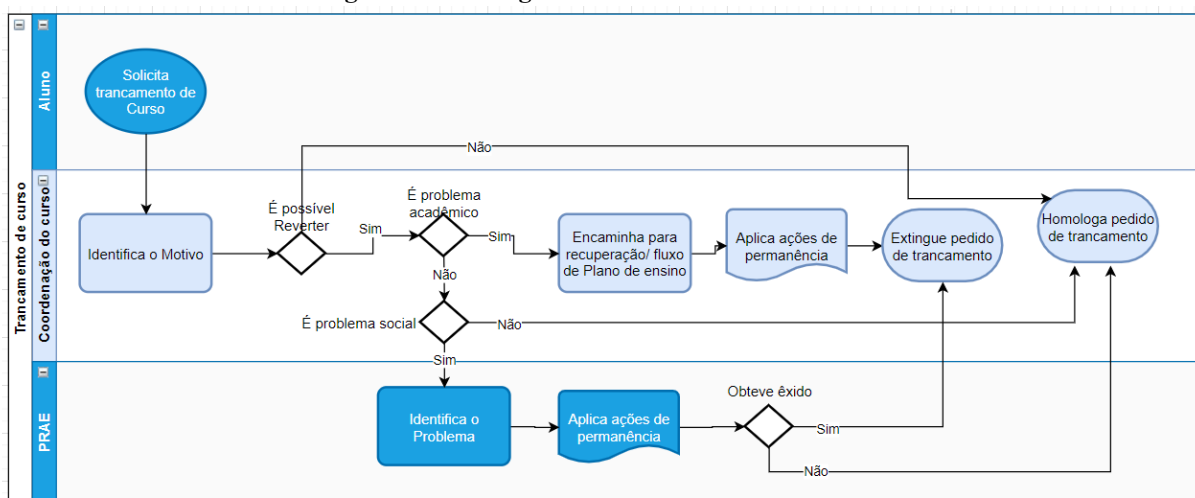 Trancamento de curso
Aluno
Solicita
trancamento de
Curso
Não
Coordenação do curso
Identifica o Motivo
É possível
Reverter
Sim
É problema
acadêmico
Sim
Encaminha para
recuperação/ fluxo
de Plano de ensino
Aplica ações de
permanência
Extingue pedido
de trancamento
Homologa pedido
de trancamento
Não
É problema social
Não
Sim
PRAE
Identifica o
Problema
Aplica ações de
permanência
Obteve êxido
Sim
Não